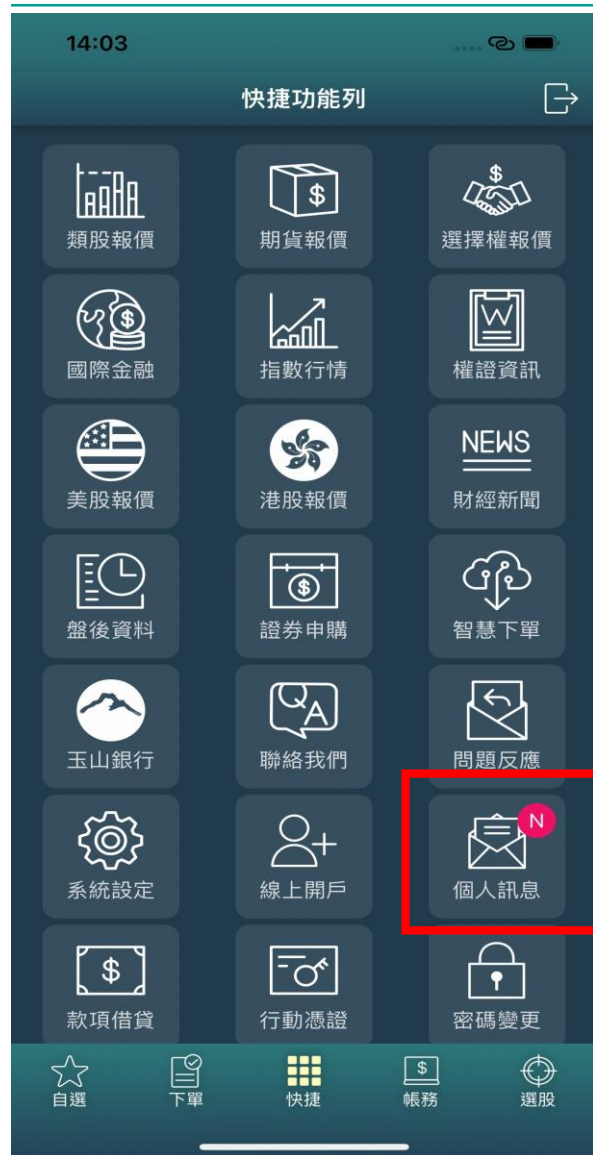 14:03
快捷功能列
類股報價
期貨報價
選擇權報價
國際金融
指數行情
權證資訊
NEWS
美股報價
港股報價
財經新聞
盤後資料
證券申購
智慧下單
QA
玉山銀行
聯絡我們
問題反應
N
系統設定
線上開戶
個人訊息
款項借貸
行動憑證
密碼變更
自選
下單
快捷
帳務
選股